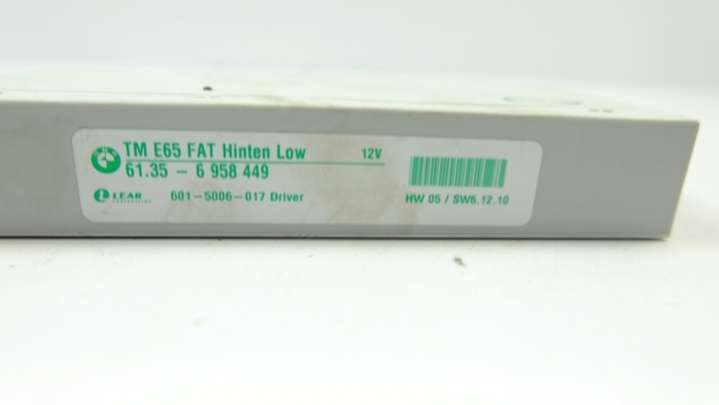 TM E65 FAT Hinten Low 12V
61.35 - 6 958 449
LEAR 601-5006-017 Driver HW 05 / SW6.12.10